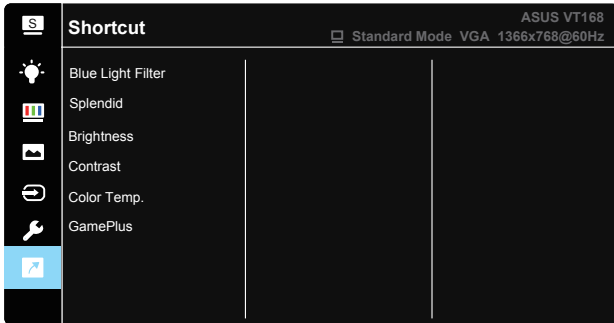 S
Shortcut
ASUS VT168
Standard Mode VGA 1366x768@60Hz
Blue Light Filter
Splendid
Brightness
Contrast
Color Temp.
GamePlus